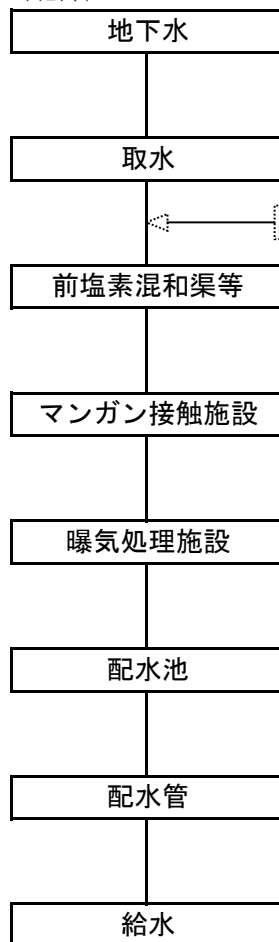 地下水
取水
前塩素混和渠等
マンガン接触施設
曝気処理施設
配水池
配水管
給水